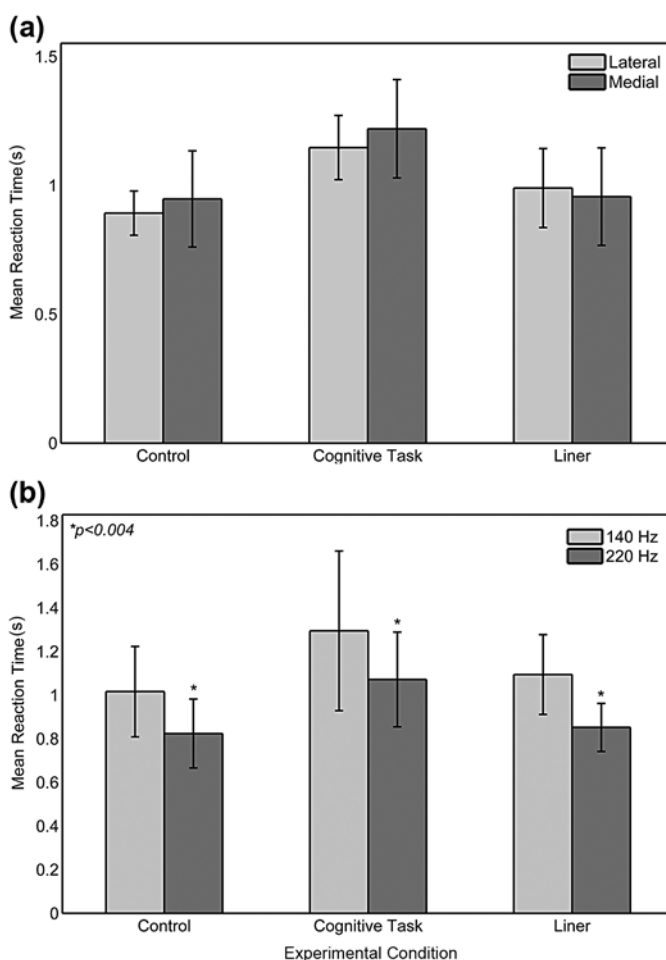 (a)
1.5
1
0.5
0
Mean Reaction Time(s)
Lateral
Medial
Control Cognitive Task Liner
(b)
*p<0.004
1.8
1.6
1.4
1.2
1
0.8
0.6
0.4
0.2
0
Mean Reaction Time(s)
140 Hz
220 Hz
*
*
*
Control Cognitive Task Liner
Experimental Condition